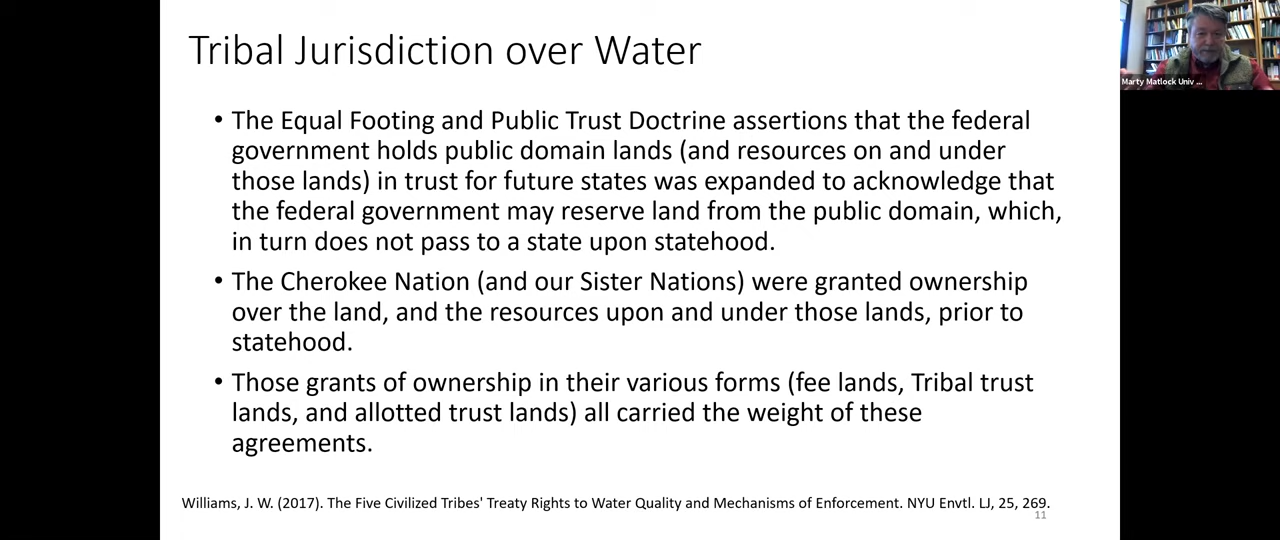 Tribal Jurisdiction over Water
Marty Matlock Univ ...
• The Equal Footing and Public Trust Doctrine assertions that the federal
government holds public domain lands (and resources on and under
those lands) in trust for future states was expanded to acknowledge that
the federal government may reserve land from the public domain, which,
in turn does not pass to a state upon statehood.
• The Cherokee Nation (and our Sister Nations) were granted ownership
over the land, and the resources upon and under those lands, prior to
statehood.
• Those grants of ownership in their various forms (fee lands, Tribal trust
lands, and allotted trust lands) all carried the weight of these
agreements.
Williams, J. W. (2017). The Five Civilized Tribes' Treaty Rights to Water Quality and Mechanisms of Enforcement. NYU Envtl. LJ, 25, 269.
11